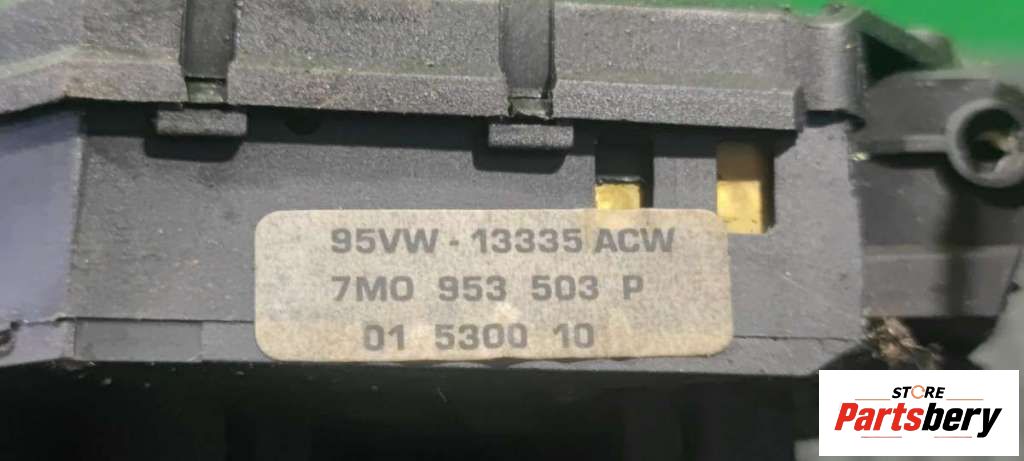 95VW - 13335 ACW
7M0 953 503 P
01 5300 10
STORE
Partsbery